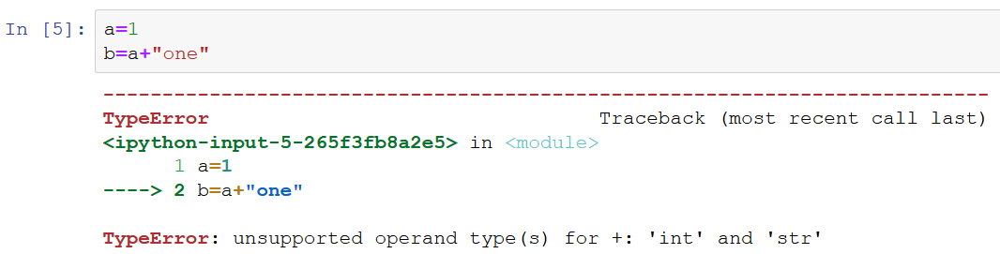 In [5]: a=1
b=a+"one"
---------------------------------------------------------------------------
TypeError Traceback (most recent call last)
<ipython-input-5-265f3fb8a2e5> in <module>
1 a=1
----> 2 b=a+"one"
TypeError: unsupported operand type(s) for +: 'int' and 'str'